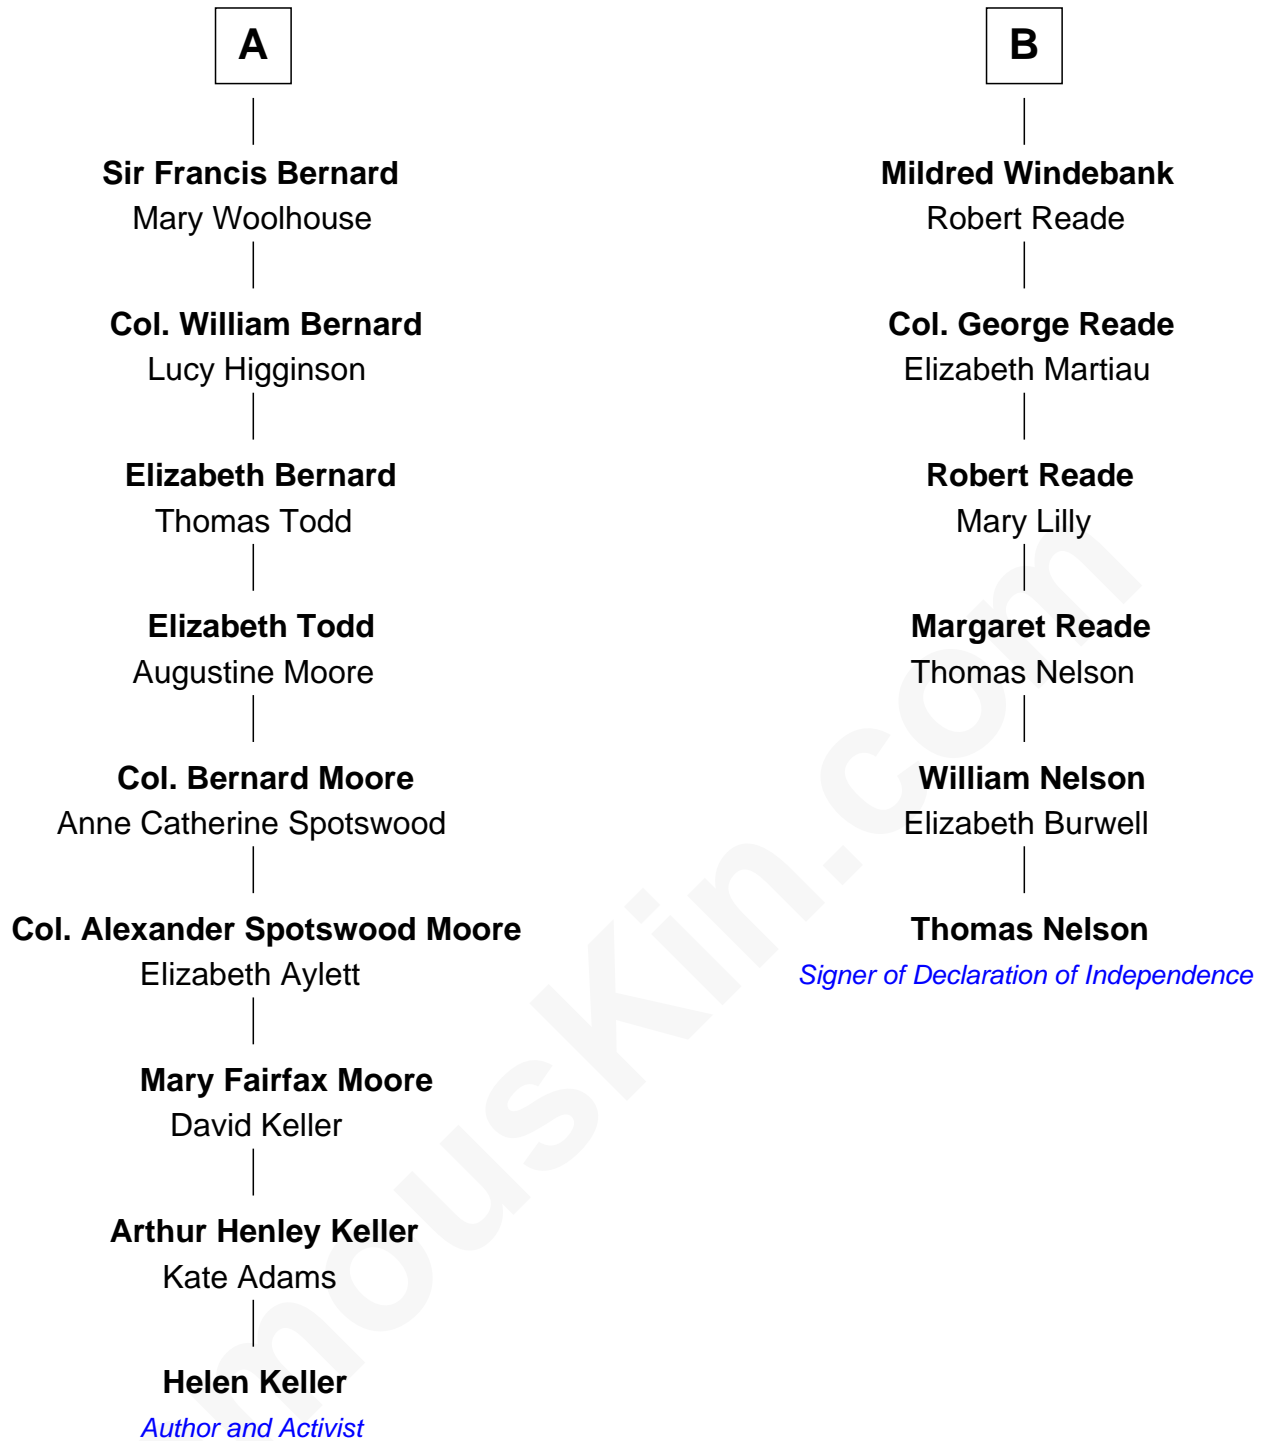 A
Sir Francis Bernard
Mary Woolhouse
Col. William Bernard
Lucy Higginson
Elizabeth Bernard
Thomas Todd
Elizabeth Todd
Augustine Moore
Col. Bernard Moore
Anne Catherine Spotswood
Col. Alexander Spotswood Moore
Elizabeth Aylett
Mary Fairfax Moore
David Keller
Arthur Henley Keller
Kate Adams
Helen Keller
Author and Activist
B
Mildred Windebank
Robert Reade
Col. George Reade
Elizabeth Martiau
Robert Reade
Mary Lilly
Margaret Reade
Thomas Nelson
William Nelson
Elizabeth Burwell
Thomas Nelson
Signer of Declaration of Independence
mousKin.com